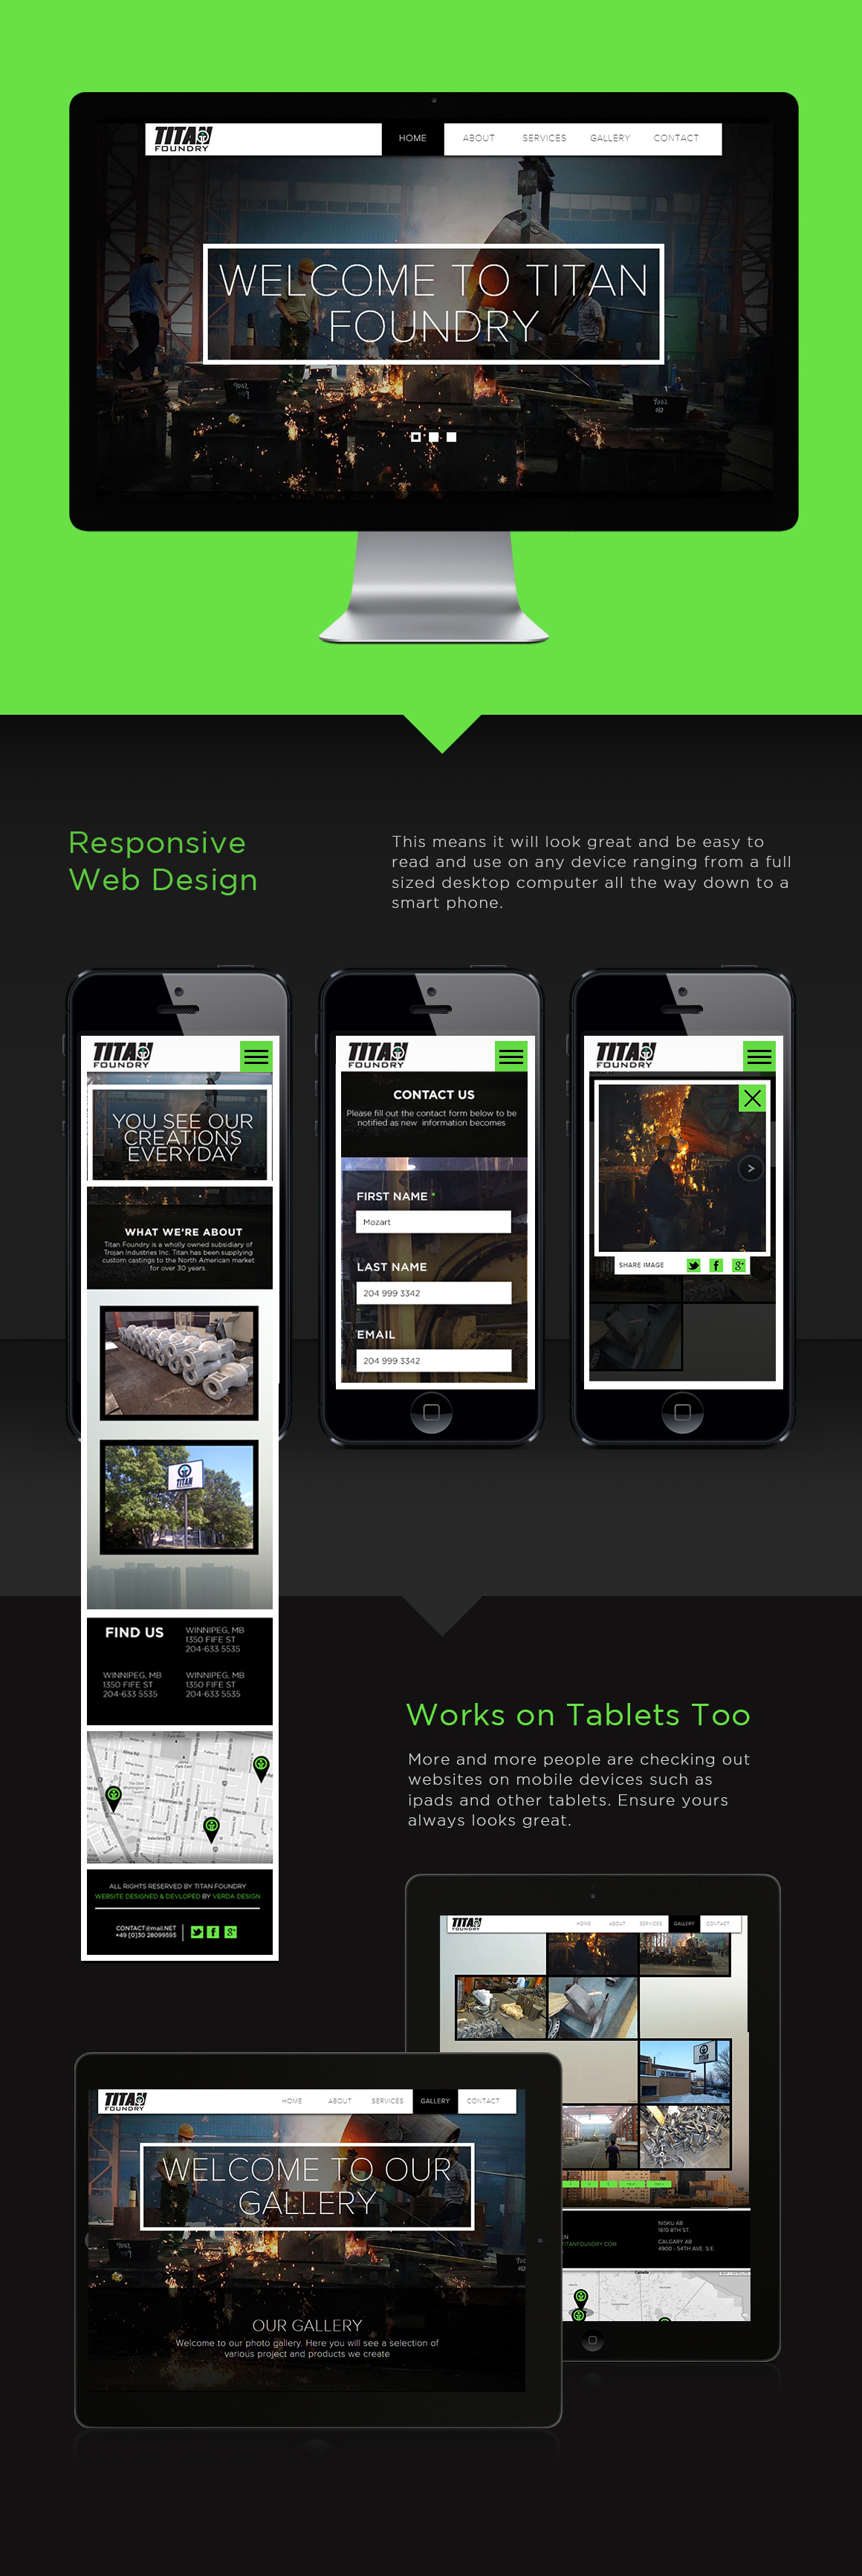 TITAN
FOUNDRY
HOME ABOUT SERVICES GALLERY CONTACT
WELCOME TO TITAN
FOUNDRY
Responsive
Web Design
This means it will look great and be easy to
read and use on any device ranging from a full
sized desktop computer all the way down to a
smart phone.
TITAN
FOUNDRY
YOU SEE OUR
CREATIONS
EVERYDAY
WHAT WE'RE ABOUT
Titan Foundry is a wholly owned subsidiary of
Trojan Industries Inc. Titan has been supplying
custom castings to the North American market
for over 30 years.
TITAN
FIND US
WINNIPEG, MB
1350 FIFE ST
204-633 5535
WINNIPEG, MB
1350 FIFE ST
204-633 5535
WINNIPEG, MB
1350 FIFE ST
204-633 5535
ALL RIGHTS RESERVED BY TITAN FOUNDRY
WEBSITE DESIGNED & DEVLOPED BY VERDA DESIGN
CONTACT@mail.NET
+49 [0]30 28099595
TITAN
FOUNDRY
CONTACT US
Please fill out the contact form below to be
notified as new information becomes
FIRST NAME *
Mozart
LAST NAME
204 999 3342
EMAIL
204 999 3342
TITAN
FOUNDRY
SHARE IMAGE
Works on Tablets Too
More and more people are checking out
websites on mobile devices such as
ipads and other tablets. Ensure yours
always looks great.
TITAN
FOUNDRY
HOME ABOUT SERVICES GALLERY CONTACT
NISKU AB
1610 8TH ST.
CALGARY AB
4900 - 54TH AVE. S.E.
TITANFOUNDRY.COM
Canada
TITAN
FOUNDRY
HOME ABOUT SERVICES GALLERY CONTACT
WELCOME TO OUR
GALLERY
OUR GALLERY
Welcome to our photo gallery. Here you will see a selection of
various project and products we create